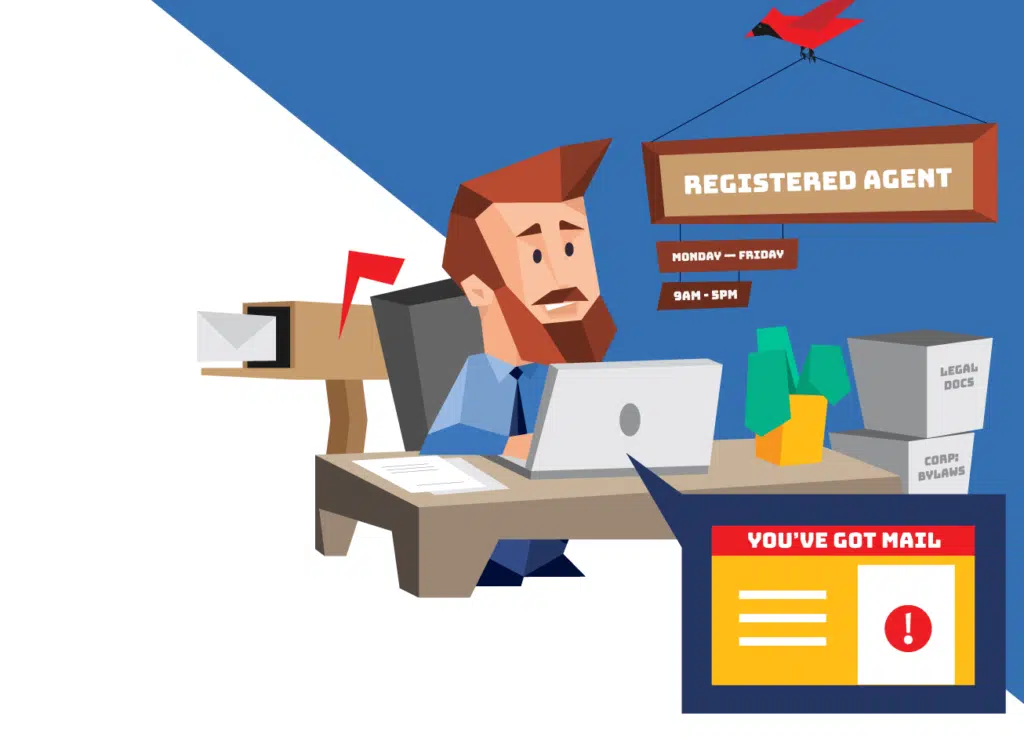 REGISTERED AGENT
MONDAY — FRIDAY
9AM - 5PM
LEGAL
DOCS
CORP:
BYLAWS
YOU'VE GOT MAIL
!